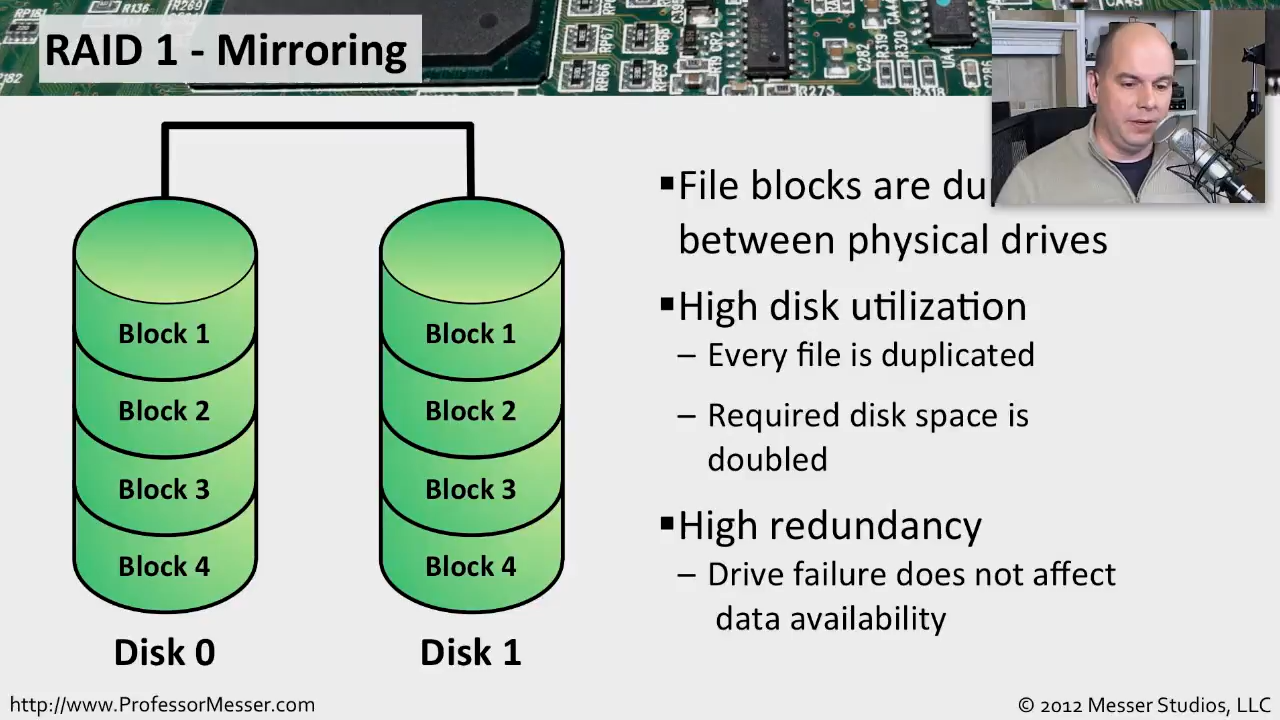 RAID 1 - Mirroring
▪File blocks are du
between physical drives
▪High disk utilization
– Every file is duplicated
– Required disk space is
doubled
▪High redundancy
– Drive failure does not affect
data availability
Block 1
Block 2
Block 3
Block 4
Disk 0
Block 1
Block 2
Block 3
Block 4
Disk 1
http://www.ProfessorMesser.com
© 2012 Messer Studios, LLC